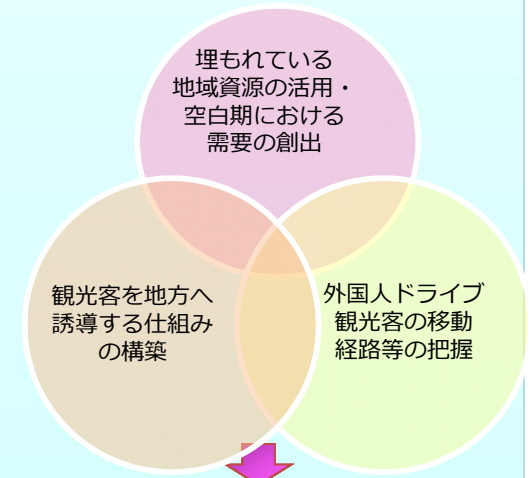 埋もれている
地域資源の活用・
空白期における
需要の創出
観光客を地方へ
誘導する仕組み
の構築
外国人ドライブ
観光客の移動
経路等の把握